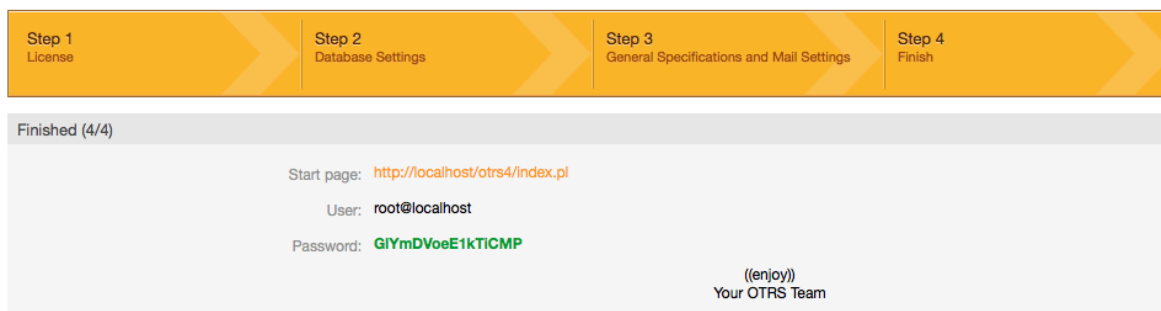 Step 1
License
Step 2
Database Settings
Step 3
General Specifications and Mail Settings
Step 4
Finish
Finished (4/4)
Start page: http://localhost/otrs4/index.pl
User: root@localhost
Password: GlYmDVoeE1kTiCMP
((enjoy))
Your OTRS Team